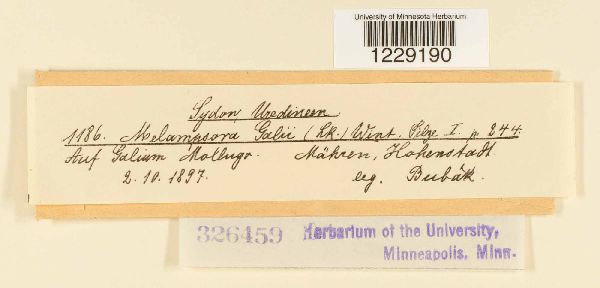 University of Minnesota Herbarium
1229190
Sydow, Uredineen
1186. Melampsora Galii (Lk.) Wint. Pilze I. p. 244.
Auf Galium Mollugo. Mähren, Hohenstadt
2. 10. 1897. leg. Bubák.
326459 Herbarium of the University,
Minneapolis, Minn.